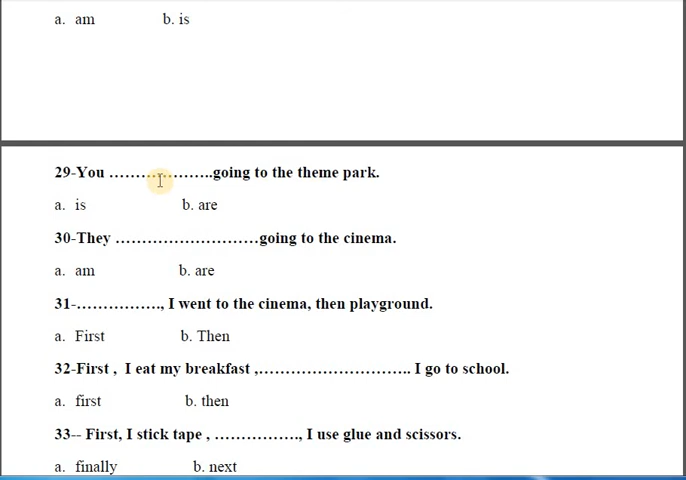 a. am b. is
29-You ………………….going to the theme park.
a. is b. are
30-They ……………………….going to the cinema.
a. am b. are
31-……………., I went to the cinema, then playground.
a. First b. Then
32-First , I eat my breakfast ,………………………... I go to school.
a. first b. then
33-- First, I stick tape , ……………., I use glue and scissors.
a. finally b. next